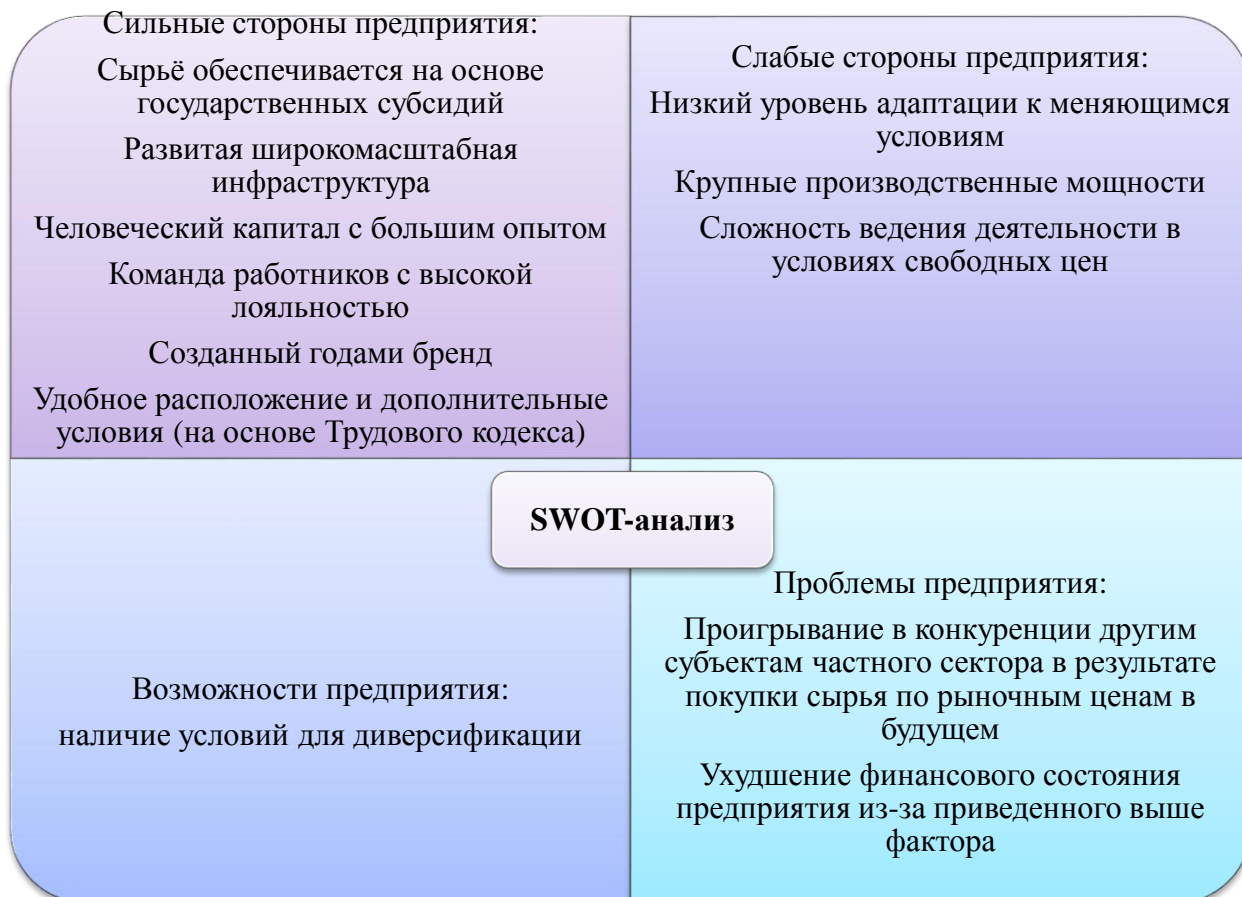 Сильные стороны предприятия:
Сырьё обеспечивается на основе
государственных субсидий
Развитая широкомасштабная
инфраструктура
Человеческий капитал с большим опытом
Команда работников с высокой
лояльностью
Созданный годами бренд
Удобное расположение и дополнительные
условия (на основе Трудового кодекса)
Слабые стороны предприятия:
Низкий уровень адаптации к меняющимся
условиям
Крупные производственные мощности
Сложность ведения деятельности в
условиях свободных цен
SWOT-анализ
Возможности предприятия:
наличие условий для диверсификации
Проблемы предприятия:
Проигрывание в конкуренции другим
субъектам частного сектора в результате
покупки сырья по рыночным ценам в
будущем
Ухудшение финансового состояния
предприятия из-за приведенного выше
фактора